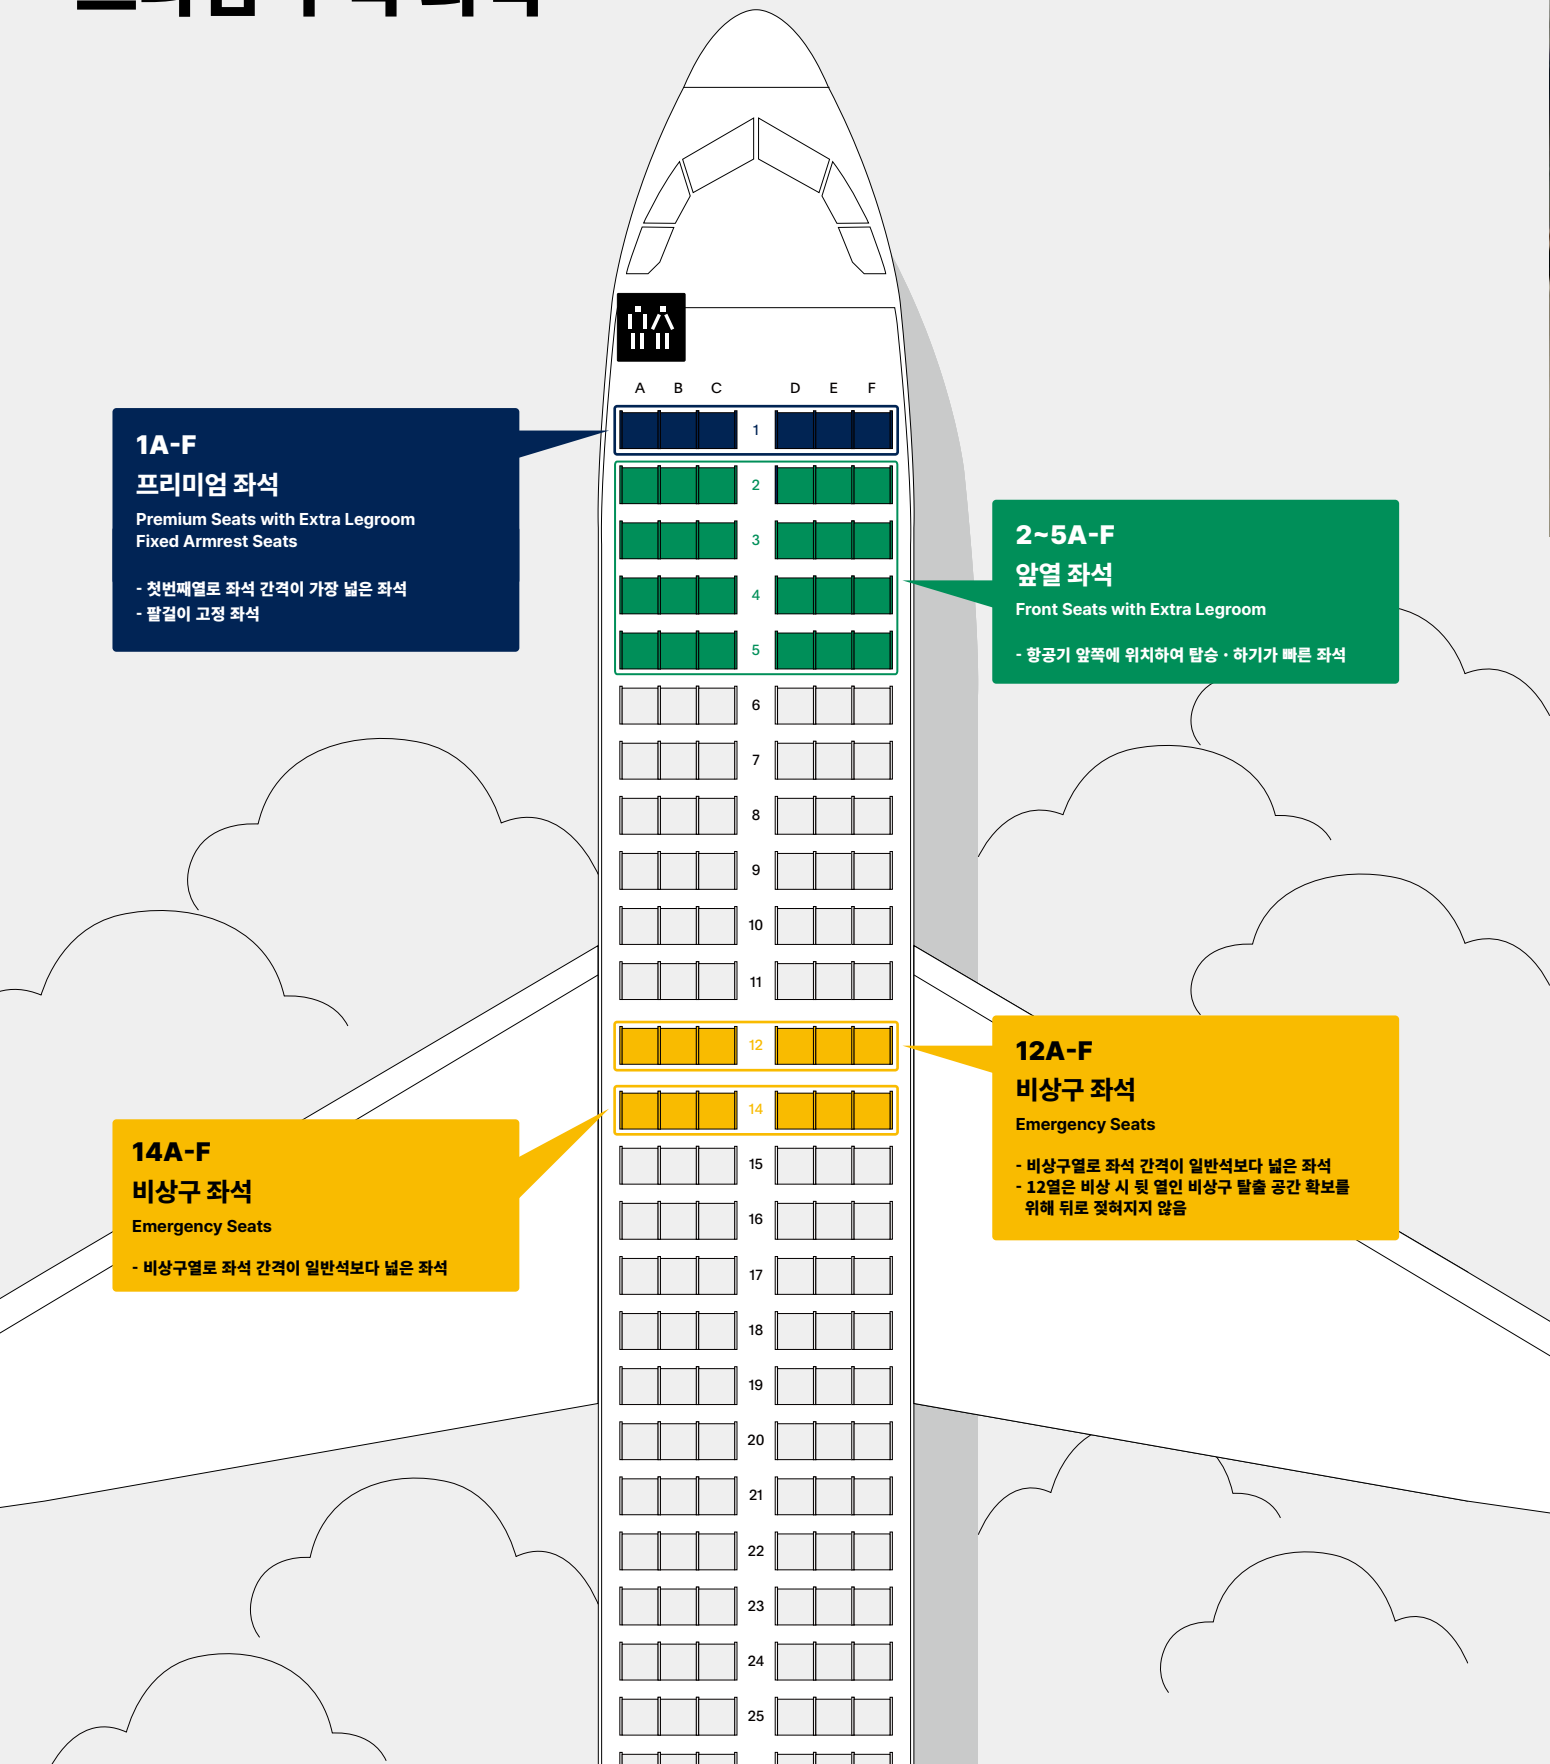 A B C D E F
1A-F
프리미엄 좌석
Premium Seats with Extra Legroom
Fixed Armrest Seats
- 첫번째열로 좌석 간격이 가장 넓은 좌석
- 팔걸이 고정 좌석
1
2
3
4
5
2~5A-F
앞열 좌석
Front Seats with Extra Legroom
- 항공기 앞쪽에 위치하여 탑승 · 하기가 빠른 좌석
6
7
8
9
10
11
12
12A-F
비상구 좌석
Emergency Seats
- 비상구열로 좌석 간격이 일반석보다 넓은 좌석
- 12열은 비상 시 뒷 열인 비상구 탈출 공간 확보를
위해 뒤로 젖혀지지 않음
14
14A-F
비상구 좌석
Emergency Seats
- 비상구열로 좌석 간격이 일반석보다 넓은 좌석
15
16
17
18
19
20
21
22
23
24
25